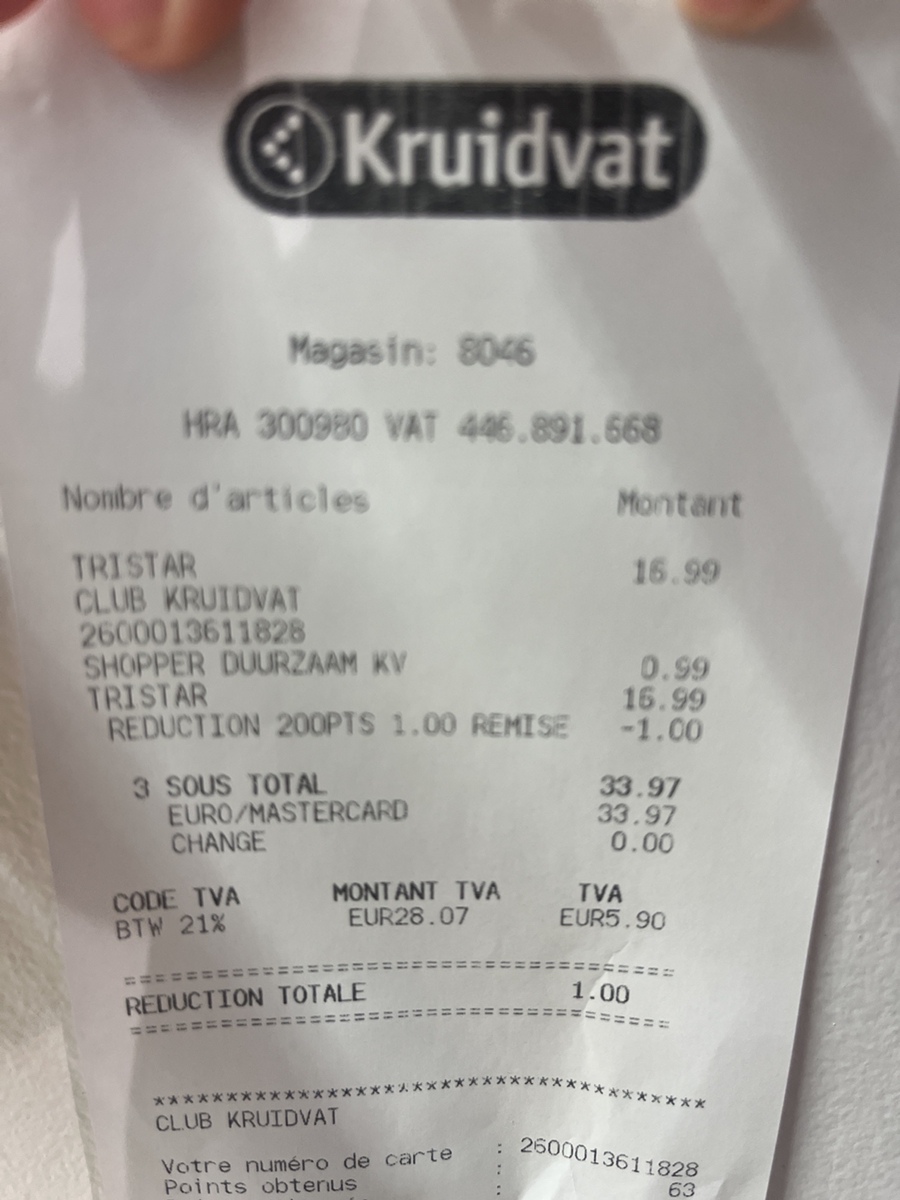 Kruidvat
Magasin: 8046
HRA 300980 VAT 446.891.668
Nombre d'articles Montant
TRISTAR 16.99
CLUB KRUIDVAT
2600013611828
SHOPPER DUURZAAM KV 0.99
TRISTAR 16.99
REDUCTION 200PTS 1.00 REMISE -1.00
3 SOUS TOTAL 33.97
EURO/MASTERCARD 33.97
CHANGE 0.00
CODE TVA MONTANT TVA TVA
BTW 21% EUR28.07 EUR5.90
========================================
REDUCTION TOTALE 1.00
========================================
****************************************
CLUB KRUIDVAT
Votre numéro de carte : 2600013611828
Points obtenus : 63